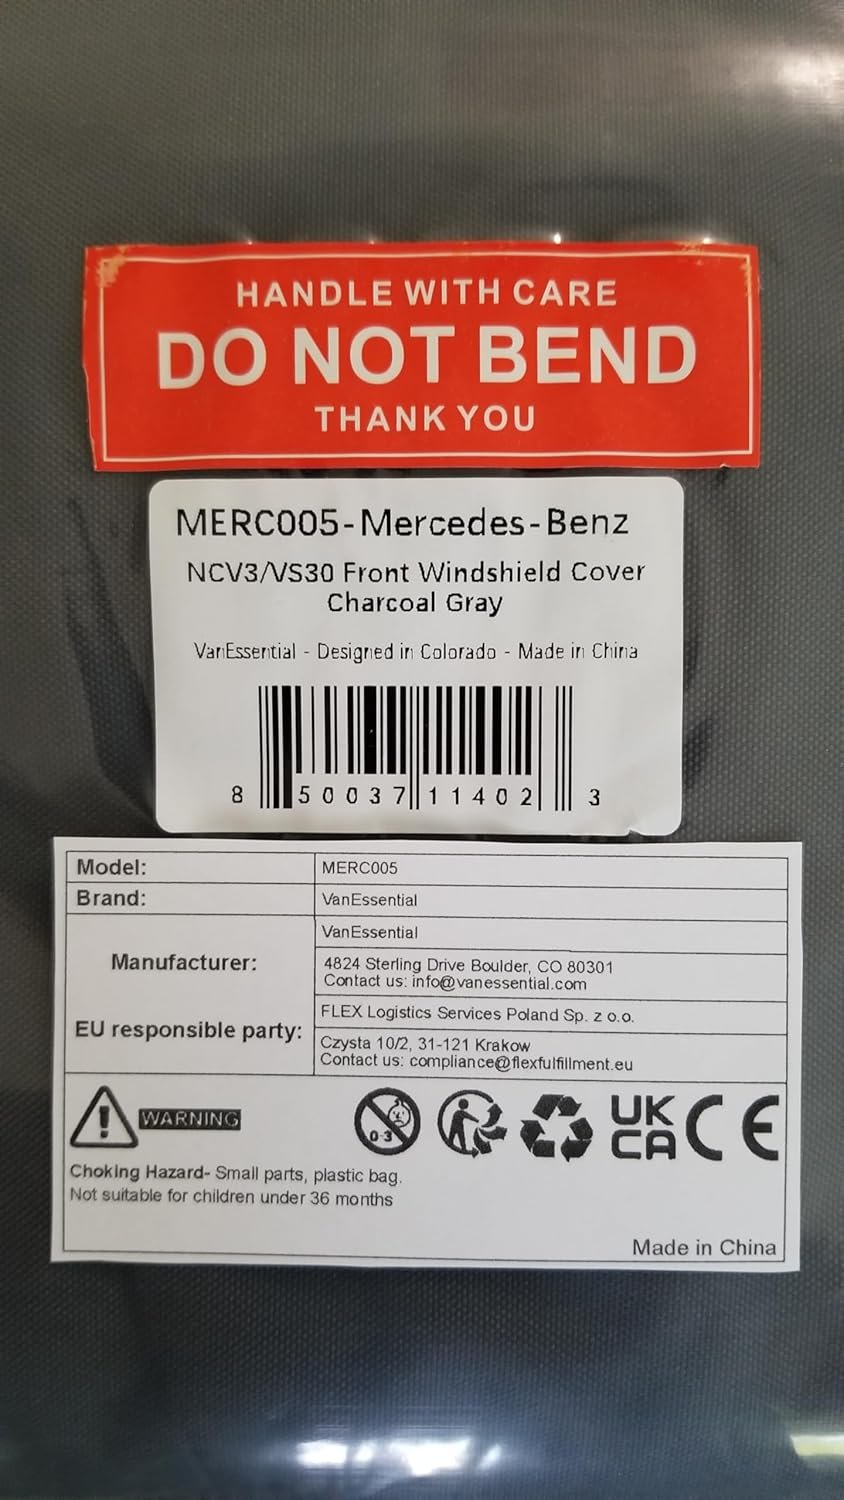 HANDLE WITH CARE
DO NOT BEND
THANK YOU
MERC005-Mercedes-Benz
NCV3/VS30 Front Windshield Cover
Charcoal Gray
VanEssential - Designed in Colorado - Made in China
8 50037 11402 3
Model: MERC005
Brand: VanEssential
Manufacturer: VanEssential
4824 Sterling Drive Boulder, CO 80301
Contact us: info@vanessential.com
EU responsible party: FLEX Logistics Services Poland Sp. z o.o.
Czysta 10/2, 31-121 Krakow
Contact us: compliance@flexfulfillment.eu
WARNING
0-3
UK
CA
CE
Choking Hazard- Small parts, plastic bag.
Not suitable for children under 36 months
Made in China